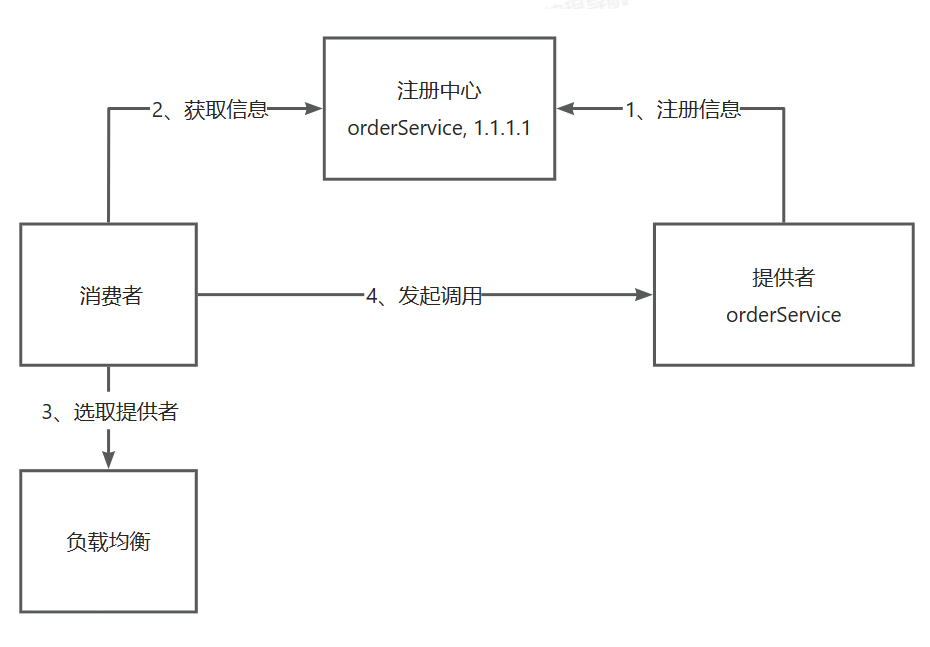 注册中心
orderService, 1.1.1.1
2、获取信息
1、注册信息
消费者
4、发起调用
提供者
orderService
3、选取提供者
负载均衡